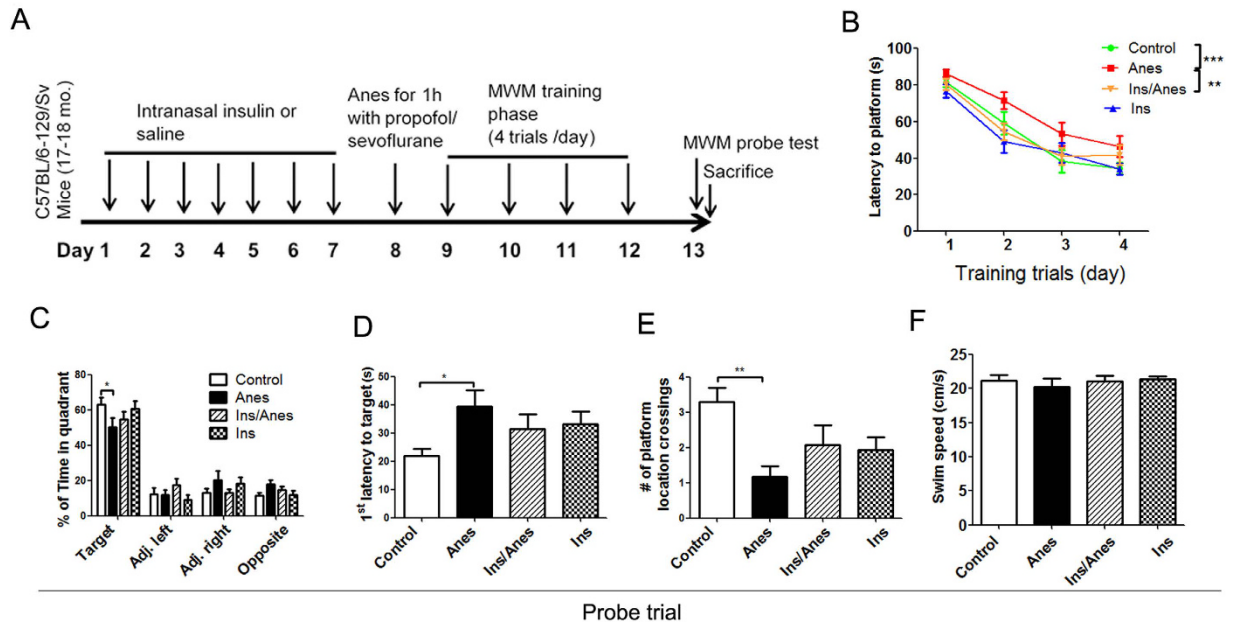 A
C57BL/6-129/Sv
Mice (17-18 mo.)
Intranasal insulin or
saline
Anes for 1h
with propofol/
sevoflurane
MWM training
phase
(4 trials /day)
MWM probe test
Sacrifice
Day 1 2 3 4 5 6 7 8 9 10 11 12 13
B
Latency to platform (s)
100
80
60
40
20
0
1 2 3 4
Training trials (day)
Control
Anes
Ins/Anes
Ins
***
**
C
% of Time in quadrant
80
60
40
20
0
*
Control
Anes
Ins/Anes
Ins
Target Adj. left Adj. right Opposite
D
1st latency to target (s)
50
40
30
20
10
0
*
Control Anes Ins/Anes Ins
E
# of platform
location crossings
4
3
2
1
0
**
Control Anes Ins/Anes Ins
F
Swim speed (cm/s)
25
20
15
10
5
0
Control Anes Ins/Anes Ins
Probe trial